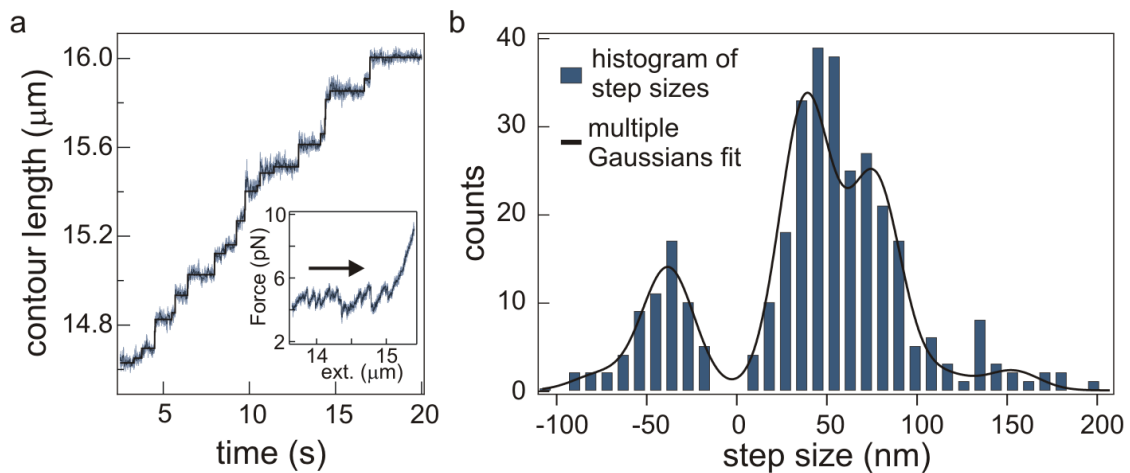 a
contour length (µm)
16.0
15.6
15.2
14.8
5
10
15
20
time (s)
Force (pN)
10
8
6
4
2
14
15
ext. (µm)
b
counts
40
30
20
10
0
histogram of
step sizes
multiple
Gaussians fit
-100
-50
0
50
100
150
200
step size (nm)